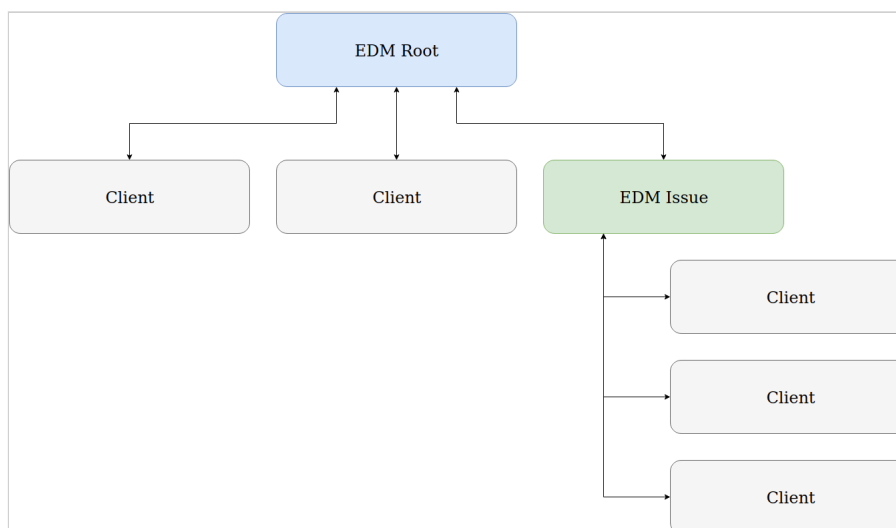 EDM Root
Client
Client
EDM Issue
Client
Client
Client